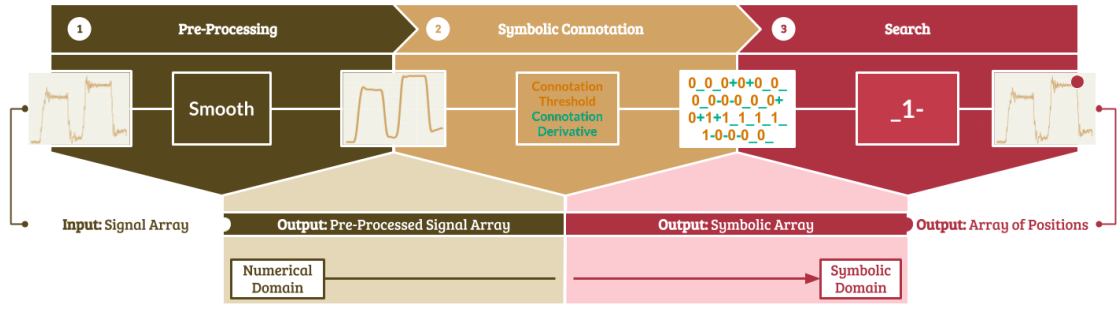 1 Pre-Processing
2 Symbolic Connotation
3 Search
Smooth
Connotation
Threshold
Connotation
Derivative
0_0_0+0+0_0_
0_0-0-0_0_0+
0+1+1_1_1_1_
1-0-0-0_0_
_1-
Input: Signal Array
Output: Pre-Processed Signal Array
Output: Symbolic Array
Output: Array of Positions
Numerical
Domain
Symbolic
Domain